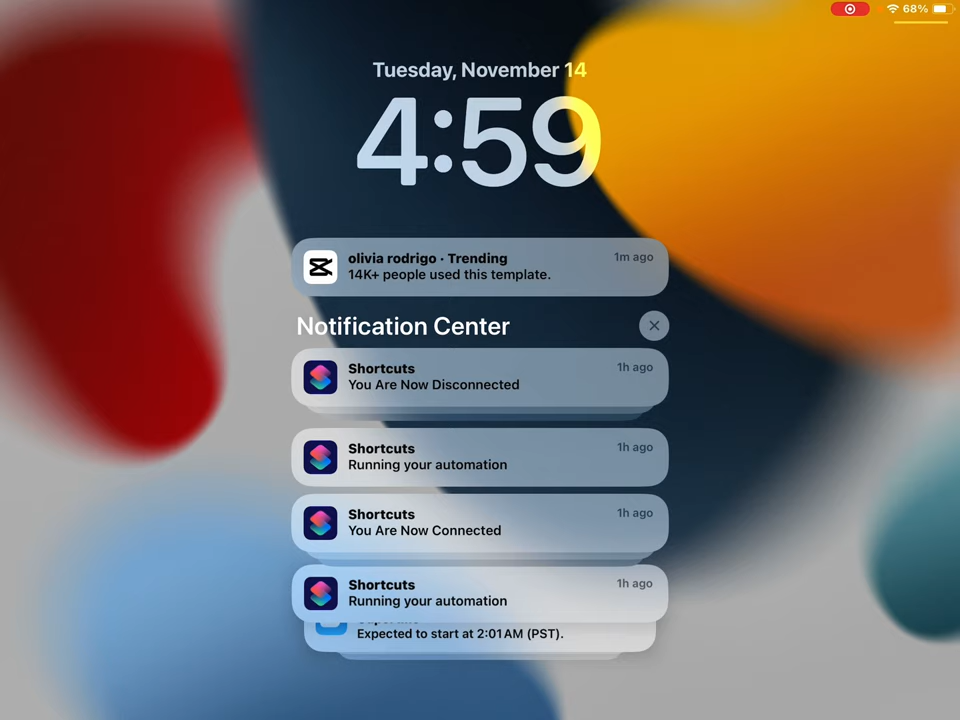 68%
Tuesday, November 14
4:59
olivia rodrigo · Trending
1m ago
14K+ people used this template.
Notification Center
Shortcuts
1h ago
You Are Now Disconnected
Shortcuts
1h ago
Running your automation
Shortcuts
1h ago
You Are Now Connected
Shortcuts
1h ago
Running your automation
Expected to start at 2:01 AM (PST).